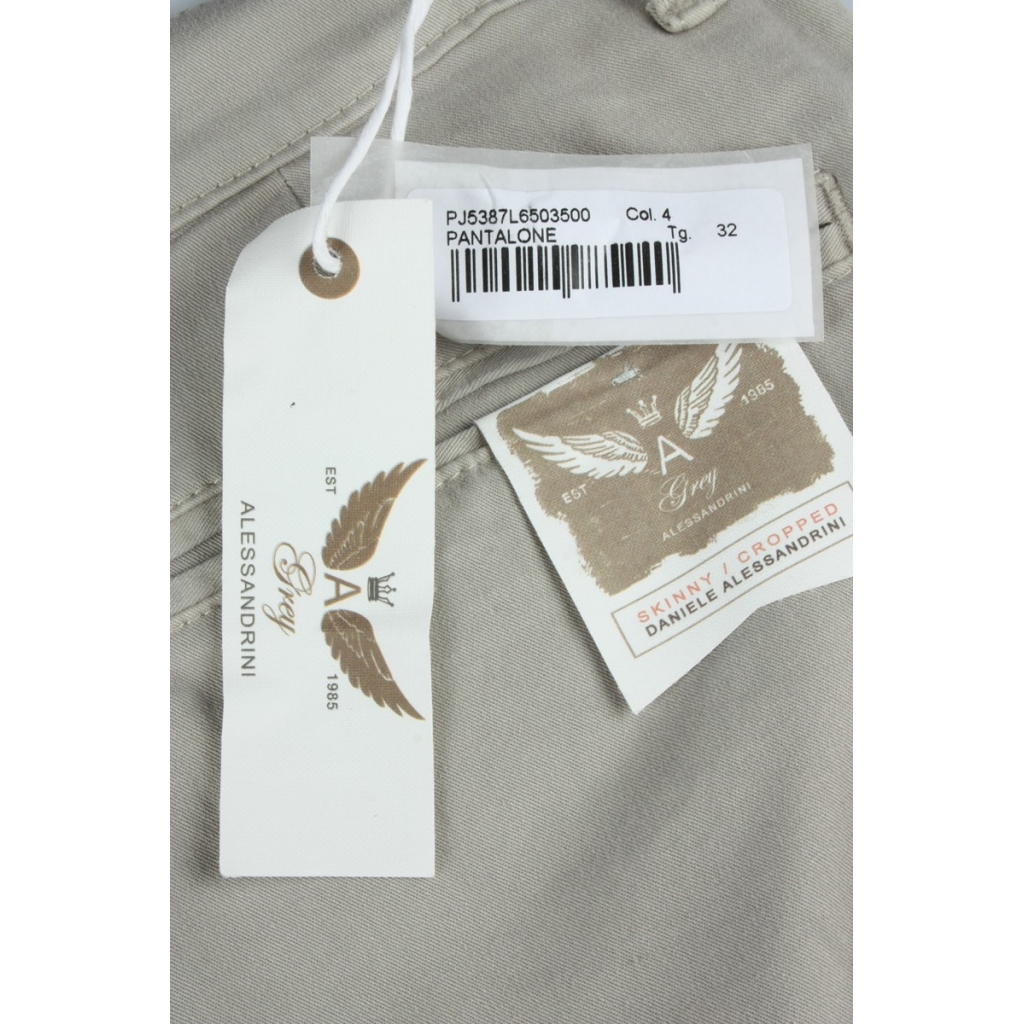 PJ5387L6503500 Col. 4
PANTALONE Tg. 32
EST A 1985
Grey
ALESSANDRINI
EST A 1985
Grey
ALESSANDRINI
SKINNY / CROPPED
DANIELE ALESSANDRINI